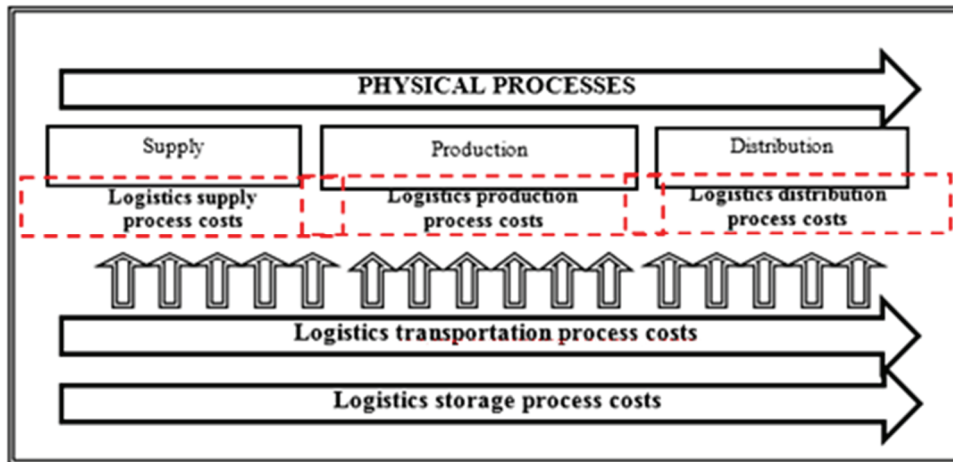 PHYSICAL PROCESSES
Supply
Production
Distribution
Logistics supply
process costs
Logistics production
process costs
Logistics distribution
process costs
Logistics transportation process costs
Logistics storage process costs